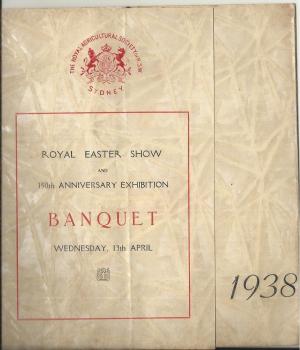 THE ROYAL AGRICULTURAL SOCIETY OF N.S.W.
SYDNEY
ROYAL EASTER SHOW
AND
150th ANNIVERSARY EXHIBITION
BANQUET
WEDNESDAY, 13th APRIL
1938